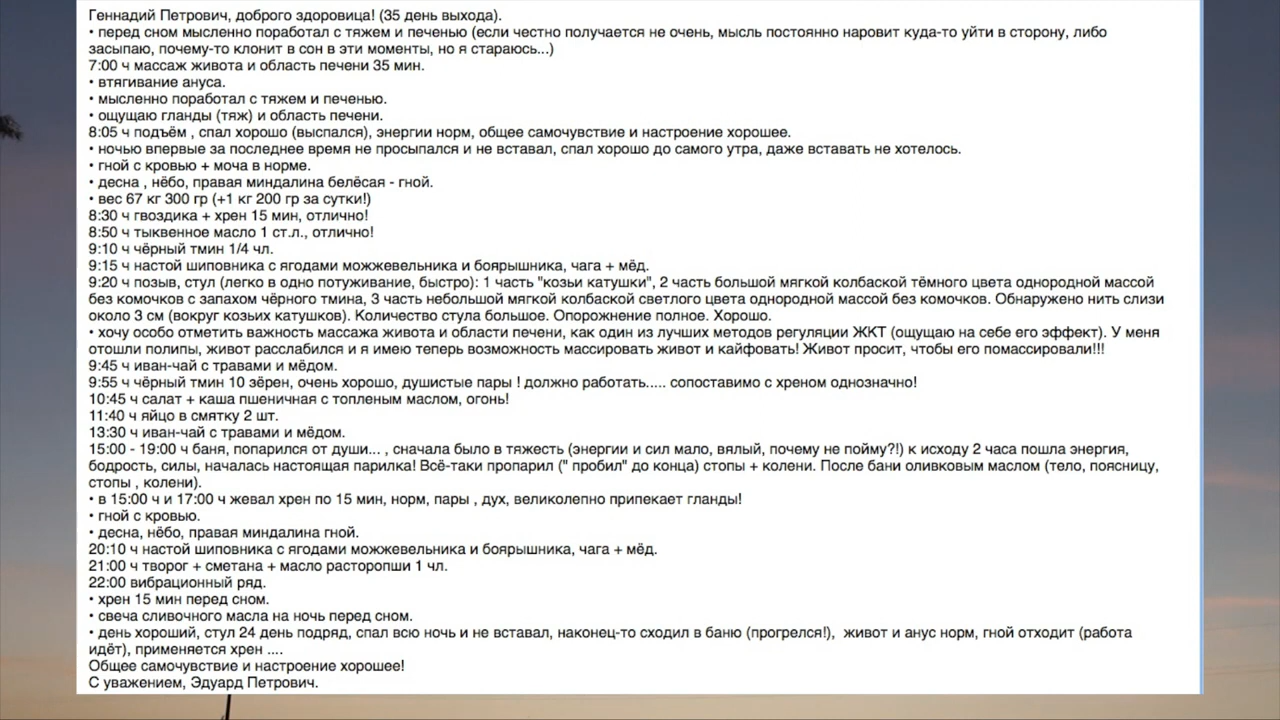 Геннадий Петрович, доброго здоровица! (35 день выхода).
• перед сном мысленно поработал с тяжем и печенью (если честно получается не очень, мысль постоянно наровит куда-то уйти в сторону, либо
засыпаю, почему-то клонит в сон в эти моменты, но я стараюсь...)
7:00 ч массаж живота и область печени 35 мин.
• втягивание ануса.
• мысленно поработал с тяжем и печенью.
• ощущаю гланды (тяж) и область печени.
8:05 ч подъём , спал хорошо (выспался), энергии норм, общее самочувствие и настроение хорошее.
• ночью впервые за последнее время не просыпался и не вставал, спал хорошо до самого утра, даже вставать не хотелось.
• гной с кровью + моча в норме.
• десна , нёбо, правая миндалина белёсая - гной.
• вес 67 кг 300 гр (+1 кг 200 гр за сутки!)
8:30 ч гвоздика + хрен 15 мин, отлично!
8:50 ч тыквенное масло 1 ст.л., отлично!
9:10 ч чёрный тмин 1/4 чл.
9:15 ч настой шиповника с ягодами можжевельника и боярышника, чага + мёд.
9:20 ч позыв, стул (легко в одно потуживание, быстро): 1 часть "козьи катушки", 2 часть большой мягкой колбаской тёмного цвета однородной массой
без комочков с запахом чёрного тмина, 3 часть небольшой мягкой колбаской светлого цвета однородной массой без комочков. Обнаружено нить слизи
около 3 см (вокруг козьих катушков). Количество стула большое. Опорожнение полное. Хорошо.
• хочу особо отметить важность массажа живота и области печени, как один из лучших методов регуляции ЖКТ (ощущаю на себе его эффект). У меня
отошли полипы, живот расслабился и я имею теперь возможность массировать живот и кайфовать! Живот просит, чтобы его помассировали!!!
9:45 ч иван-чай с травами и мёдом.
9:55 ч чёрный тмин 10 зёрен, очень хорошо, душистые пары ! должно работать..... сопоставимо с хреном однозначно!
10:45 ч салат + каша пшеничная с топленым маслом, огонь!
11:40 ч яйцо в смятку 2 шт.
13:30 ч иван-чай с травами и мёдом.
15:00 - 19:00 ч баня, попарился от души... , сначала было в тяжесть (энергии и сил мало, вялый, почему не пойму?!) к исходу 2 часа пошла энергия,
бодрость, силы, началась настоящая парилка! Всё-таки пропарил (" пробил" до конца) стопы + колени. После бани оливковым маслом (тело, поясницу,
стопы , колени).
• в 15:00 ч и 17:00 ч жевал хрен по 15 мин, норм, пары , дух, великолепно припекает гланды!
• гной с кровью.
• десна, нёбо, правая миндалина гной.
20:10 ч настой шиповника с ягодами можжевельника и боярышника, чага + мёд.
21:00 ч творог + сметана + масло расторопши 1 чл.
22:00 вибрационный ряд.
• хрен 15 мин перед сном.
• свеча сливочного масла на ночь перед сном.
• день хороший, стул 24 день подряд, спал всю ночь и не вставал, наконец-то сходил в баню (прогрелся!), живот и анус норм, гной отходит (работа
идёт), применяется хрен ....
Общее самочувствие и настроение хорошее!
С уважением, Эдуард Петрович.